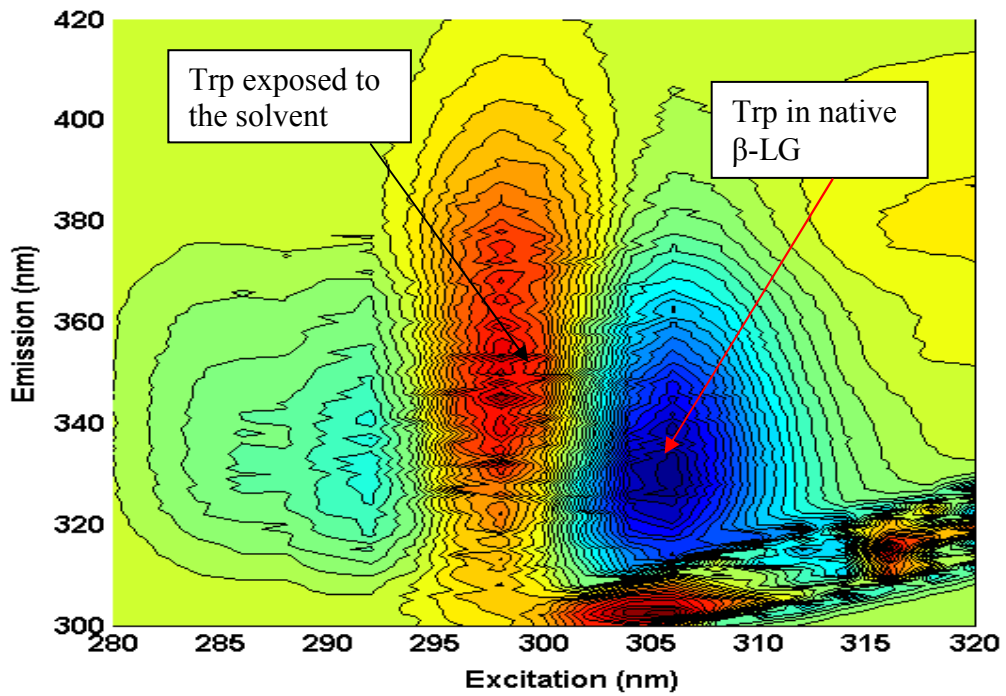 420
400
380
360
340
320
300
Emission (nm)
Trp exposed to
the solvent
Trp in native
β-LG
280
285
290
295
300
305
310
315
320
Excitation (nm)